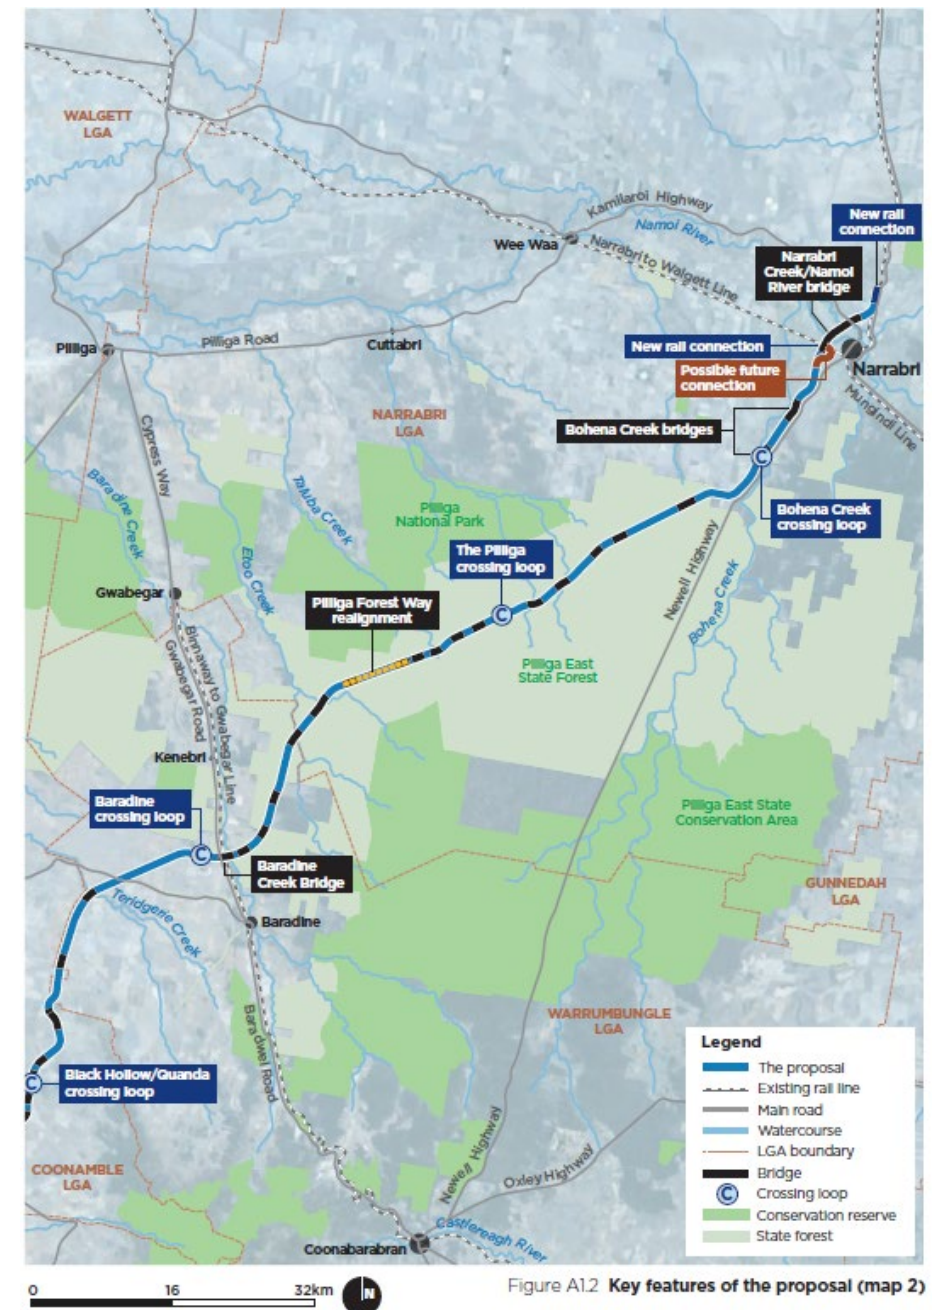 WALGETT
LGA
Kamilaroi Highway
New rail
connection
Namoi River
Wee Waa
Narrabri
Creek/Namoi
River bridge
Narrabri to Walgett Line
Pilliga Road
Cuttabri
Pilliga
New rail connection
Narrabri
Possible future
connection
Mungindi Line
NARRABRI
LGA
Bohena Creek bridges
Cypress Way
Baradine Creek
Taluba Creek
Etoo Creek
Pilliga
National Park
Bohena Creek
crossing loop
The Pilliga
crossing loop
Newell Highway
Bohena Creek
Gwabegar
Pilliga Forest Way
realignment
Binnaway to Gwabegar Line
Gwabegar Road
Pilliga East
State Forest
Kenebri
Baradine
crossing loop
Pilliga East State
Conservation Area
Baradine
Creek Bridge
GUNNEDAH
LGA
Teridgerie Creek
Baradine
WARRUMBUNGLE
LGA
Baradwel Road
Black Hollow/Quanda
crossing loop
COONAMBLE
LGA
Newell Highway
Oxley Highway
Castlereagh River
Coonabarabran
Legend
The proposal
Existing rail line
Main road
Watercourse
LGA boundary
Bridge
C Crossing loop
Conservation reserve
State forest
0 16 32km
N
Figure A1.2 Key features of the proposal (map 2)